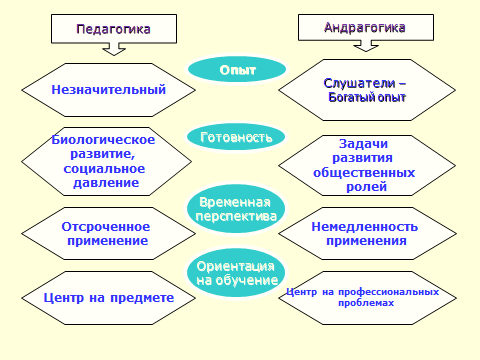 Педагогика
Андрагогика
Опыт
Незначительный
Слушатели –
Богатый опыт
Готовность
Биологическое
развитие,
социальное
давление
Задачи
развития
общественных
ролей
Временная
перспектива
Отсроченное
применение
Немедленность
применения
Ориентация
на обучение
Центр на предмете
Центр на профессиональных
проблемах